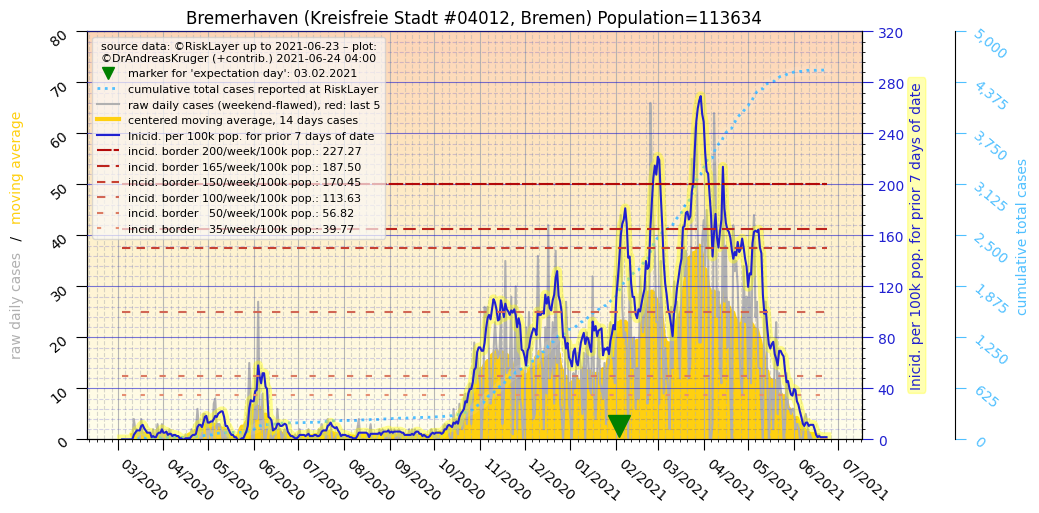 Bremerhaven (Kreisfreie Stadt #04012, Bremen) Population=113634
source data: ©RiskLayer up to 2021-06-23 – plot:
©DrAndreasKruger (+contrib.) 2021-06-24 04:00
marker for 'expectation day': 03.02.2021
cumulative total cases reported at RiskLayer
raw daily cases (weekend-flawed), red: last 5
centered moving average, 14 days cases
Inicid. per 100k pop. for prior 7 days of date
incid. border 200/week/100k pop.: 227.27
incid. border 165/week/100k pop.: 187.50
incid. border 150/week/100k pop.: 170.45
incid. border 100/week/100k pop.: 113.63
incid. border   50/week/100k pop.: 56.82
incid. border   35/week/100k pop.: 39.77
raw daily cases / moving average
80
70
60
50
40
30
20
10
0
03/2020
04/2020
05/2020
06/2020
07/2020
08/2020
09/2020
10/2020
11/2020
12/2020
01/2021
02/2021
03/2021
04/2021
05/2021
06/2021
07/2021
320
280
240
200
160
120
80
40
0
Inicid. per 100k pop. for prior 7 days of date
5,000
4,375
3,750
3,125
2,500
1,875
1,250
625
0
cumulative total cases